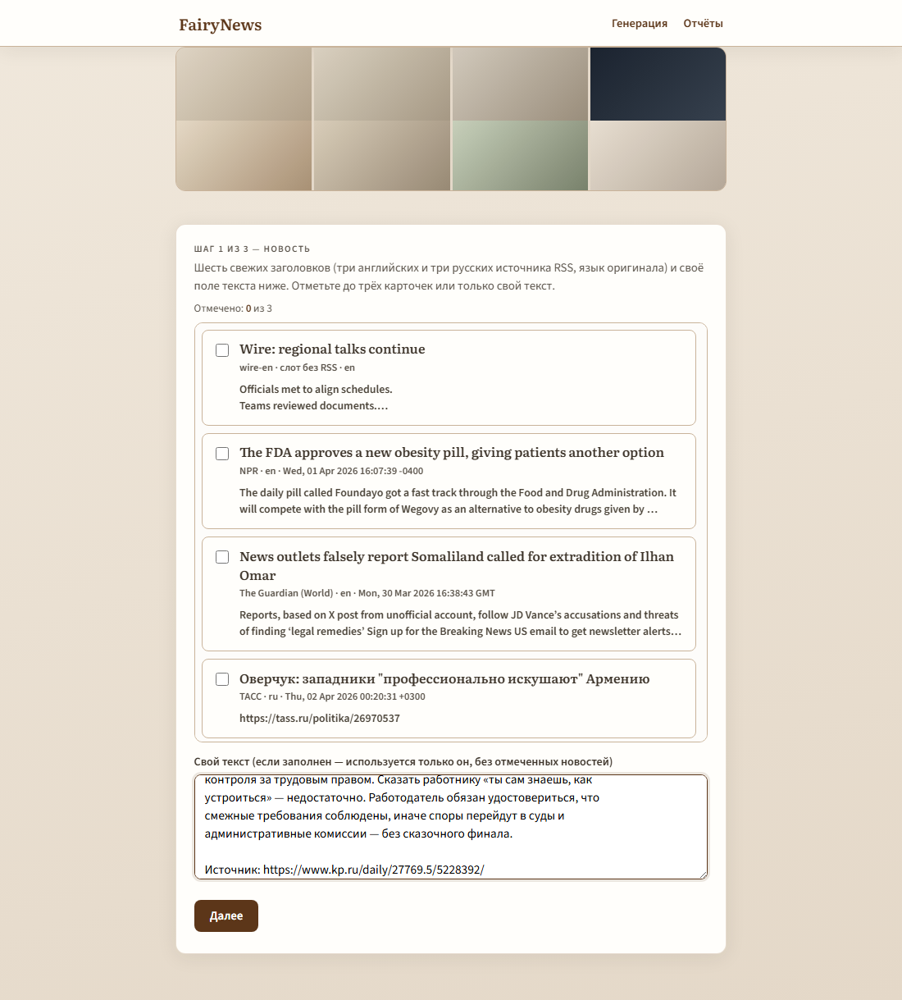 FairyNews
Генерация
Отчёты
ШАГ 1 ИЗ 3 — НОВОСТЬ
Шесть свежих заголовков (три английских и три русских источника RSS, язык оригинала) и своё
поле текста ниже. Отметьте до трёх карточек или только свой текст.
Отмечено: 0 из 3
Wire: regional talks continue
wire-en · слот без RSS · en
Officials met to align schedules.
Teams reviewed documents.…
The FDA approves a new obesity pill, giving patients another option
NPR · en · Wed, 01 Apr 2026 16:07:39 -0400
The daily pill called Foundayo got a fast track through the Food and Drug Administration. It
will compete with the pill form of Wegovy as an alternative to obesity drugs given by …
News outlets falsely report Somaliland called for extradition of Ilhan
Omar
The Guardian (World) · en · Mon, 30 Mar 2026 16:38:43 GMT
Reports, based on X post from unofficial account, follow JD Vance’s accusations and threats
of finding ‘legal remedies’ Sign up for the Breaking News US email to get newsletter alerts…
Оверчук: западники "профессионально искушают" Армению
ТАСС · ru · Thu, 02 Apr 2026 00:20:31 +0300
https://tass.ru/politika/26970537
Свой текст (если заполнен — используется только он, без отмеченных новостей)
контроля за трудовым правом. Сказать работнику «ты сам знаешь, как
устроиться» — недостаточно. Работодатель обязан удостовериться, что
смежные требования соблюдены, иначе споры перейдут в суды и
административные комиссии — без сказочного финала.
Источник: https://www.kp.ru/daily/27769.5/5228392/
Далее